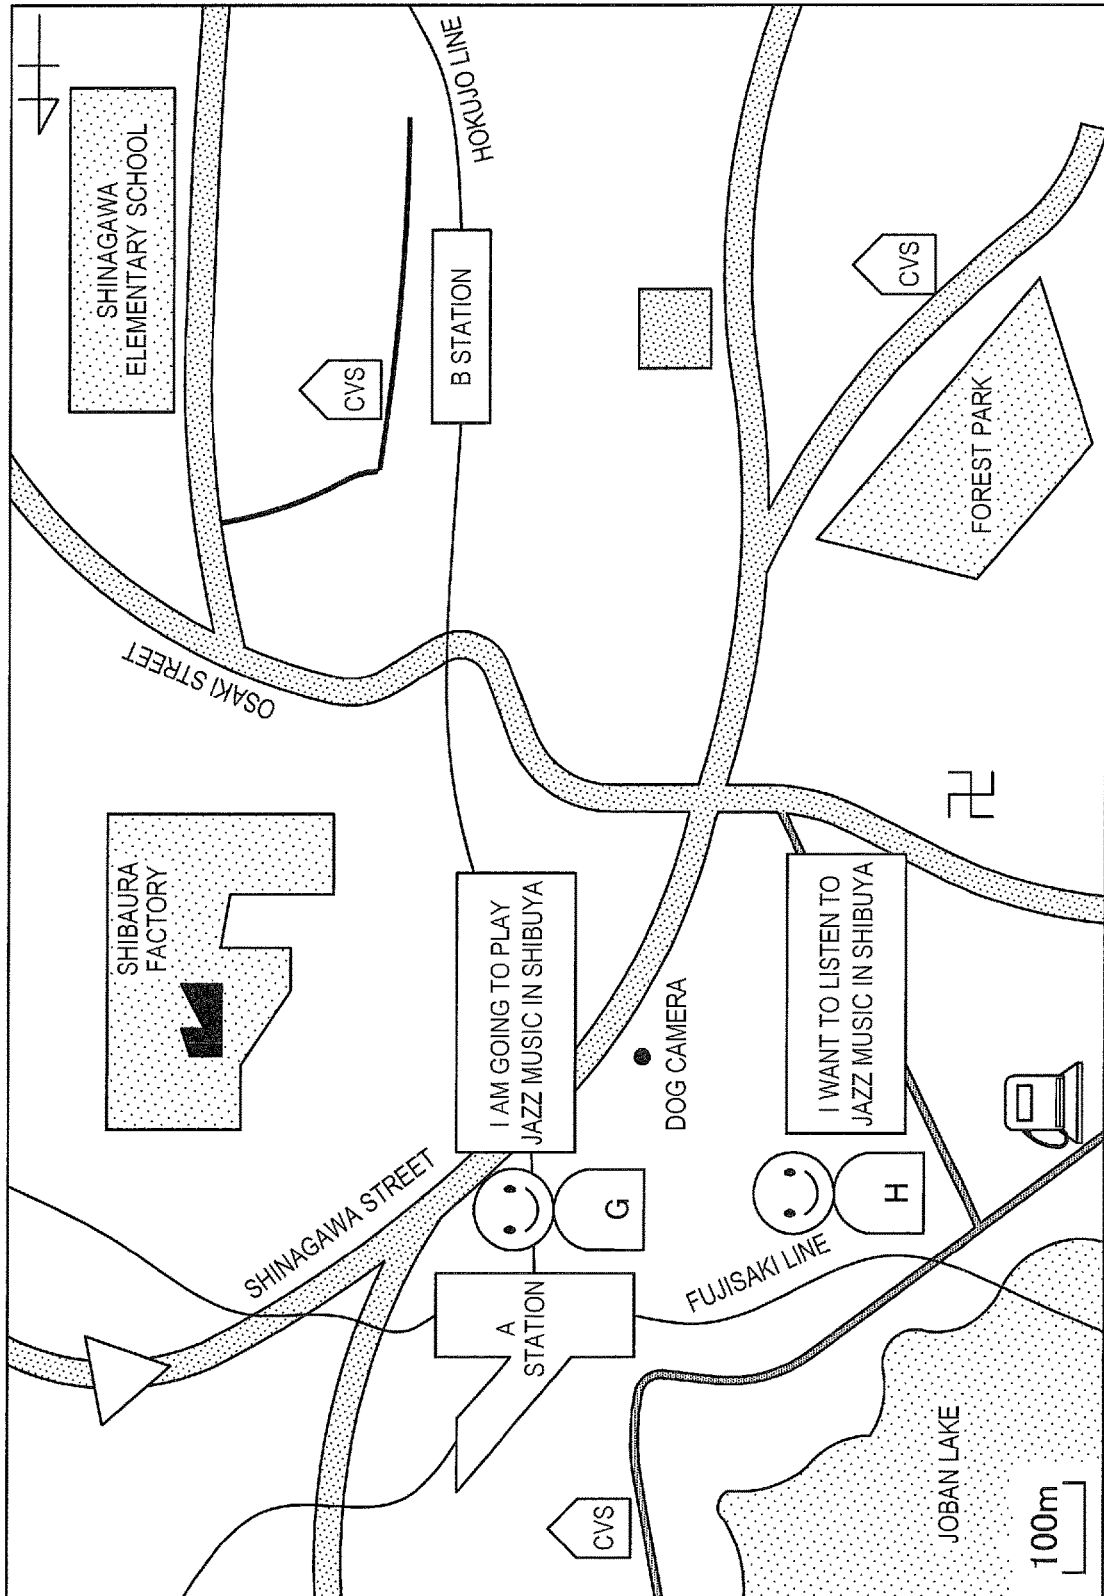 SHINAGAWA
ELEMENTARY SCHOOL
SHIBAURA
FACTORY
OSAKI STREET
SHINAGAWA STREET
CVS
HOKUJO LINE
B STATION
A
STATION
I AM GOING TO PLAY
JAZZ MUSIC IN SHIBUYA
G
CVS
DOG CAMERA
FUJISAKI LINE
I WANT TO LISTEN TO
JAZZ MUSIC IN SHIBUYA
H
CVS
JOBAN LAKE
FOREST PARK
100m